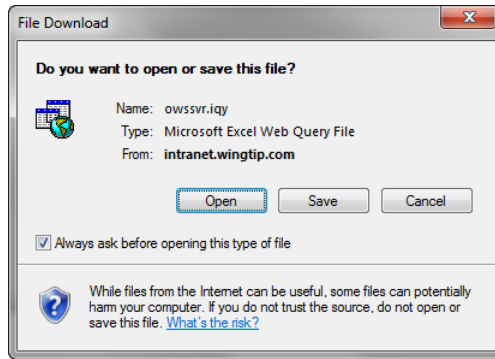 File Download
Do you want to open or save this file?
Name: owssvr.iqy
Type: Microsoft Excel Web Query File
From: intranet.wingtip.com
Open Save Cancel
Always ask before opening this type of file
While files from the Internet can be useful, some files can potentially
harm your computer. If you do not trust the source, do not open or
save this file. What's the risk?